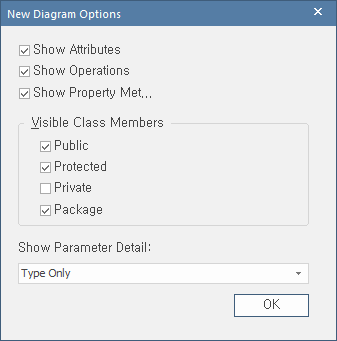 New Diagram Options
Show Attributes
Show Operations
Show Property Met...
Visible Class Members
Public
Protected
Private
Package
Show Parameter Detail:
Type Only
OK